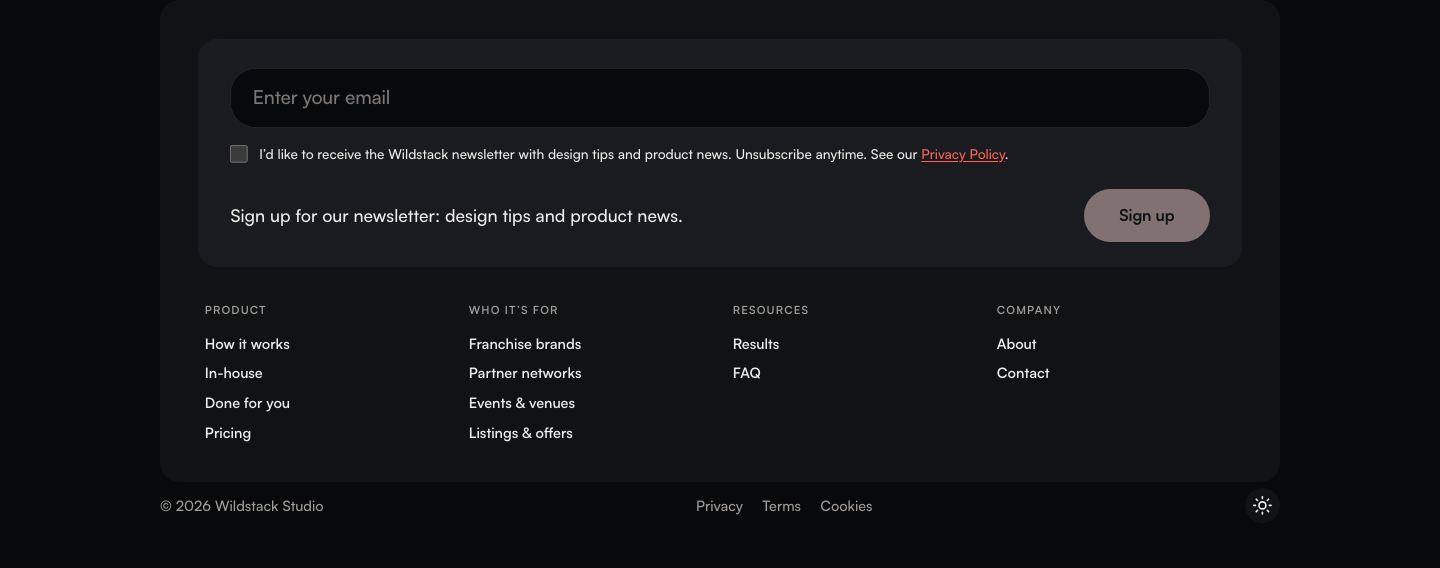 Enter your email
I'd like to receive the Wildstack newsletter with design tips and product news. Unsubscribe anytime. See our Privacy Policy.
Sign up for our newsletter: design tips and product news.
Sign up
PRODUCT
How it works
In-house
Done for you
Pricing
WHO IT'S FOR
Franchise brands
Partner networks
Events & venues
Listings & offers
RESOURCES
Results
FAQ
COMPANY
About
Contact
© 2026 Wildstack Studio
Privacy Terms Cookies